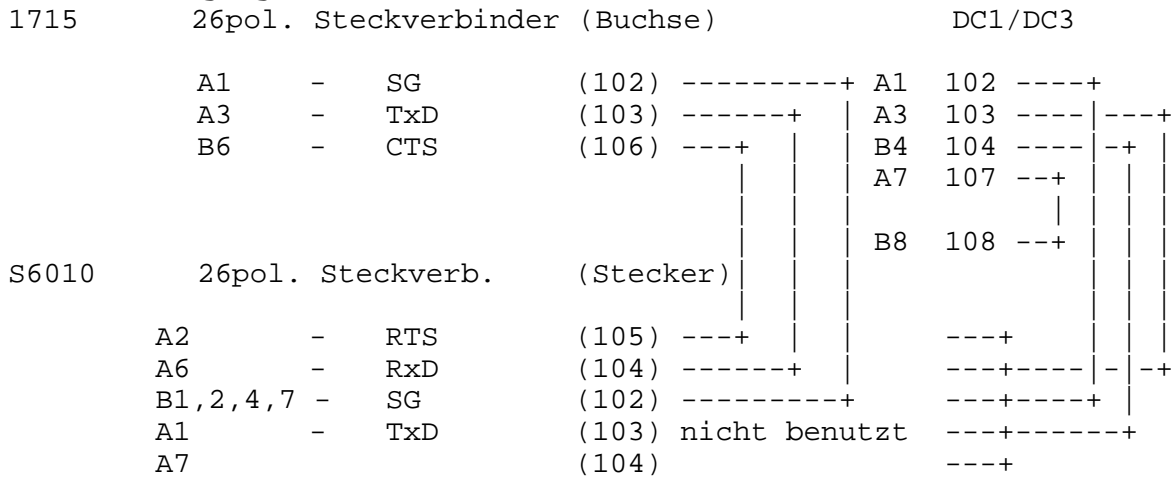 1715 26pol. Steckverbinder (Buchse) DC1/DC3
A1 - SG (102) ---------+ A1 102 ----+
A3 - TxD (103) ------+ | A3 103 ----|---+
B6 - CTS (106) ---+ | | B4 104 ----|-+ |
| | | A7 107 --+ | | |
| | | | | | |
| | | B8 108 --+ | | |
S6010 26pol. Steckverb. (Stecker)| | | | | |
| | | | | |
A2 - RTS (105) ---+ | | ---+ | | |
A6 - RxD (104) ------+ | ---+----|-|-+
B1,2,4,7 - SG (102) ---------+ ---+----+ |
A1 - TxD (103) nicht benutzt ---+------+
A7 (104) ---+